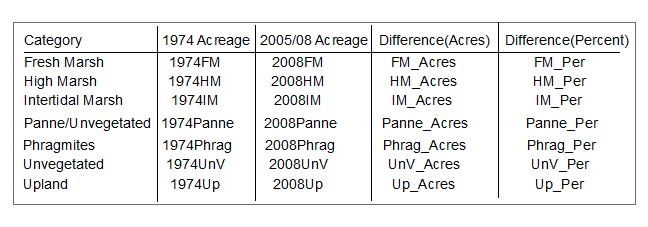 Category 1974 Acreage 2005/08 Acreage Difference(Acres) Difference(Percent)
Fresh Marsh 1974FM 2008FM FM_Acres FM_Per
High Marsh 1974HM 2008HM HM_Acres HM_Per
Intertidal Marsh 1974IM 2008IM IM_Acres IM_Per
Panne/Unvegetated 1974Panne 2008Panne Panne_Acres Panne_Per
Phragmites 1974Phrag 2008Phrag Phrag_Acres Phrag_Per
Unvegetated 1974UnV 2008UnV UnV_Acres UnV_Per
Upland 1974Up 2008Up Up_Acres Up_Per